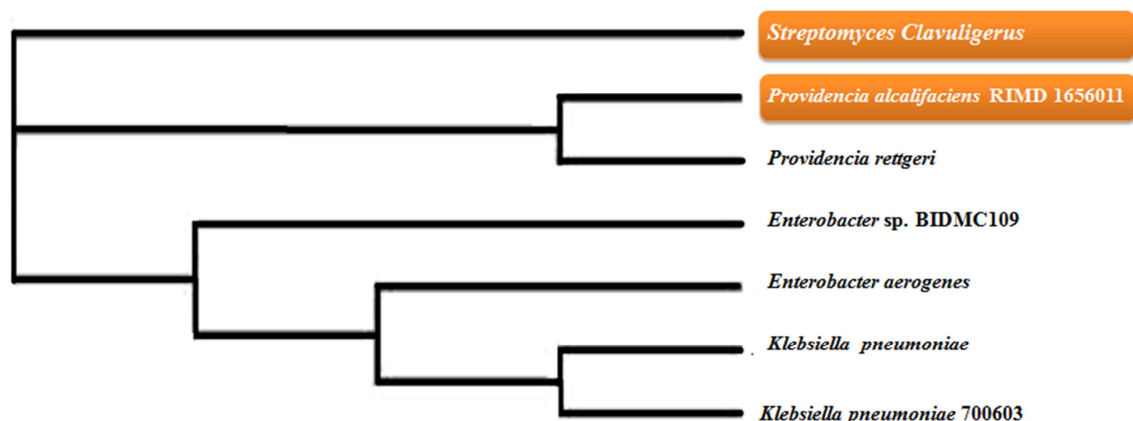 Streptomyces Clavuligerus
Providencia alcalifaciens RIMD 1656011
Providencia rettgeri
Enterobacter sp. BIDMC109
Enterobacter aerogenes
Klebsiella pneumoniae
Klebsiella pneumoniae 700603